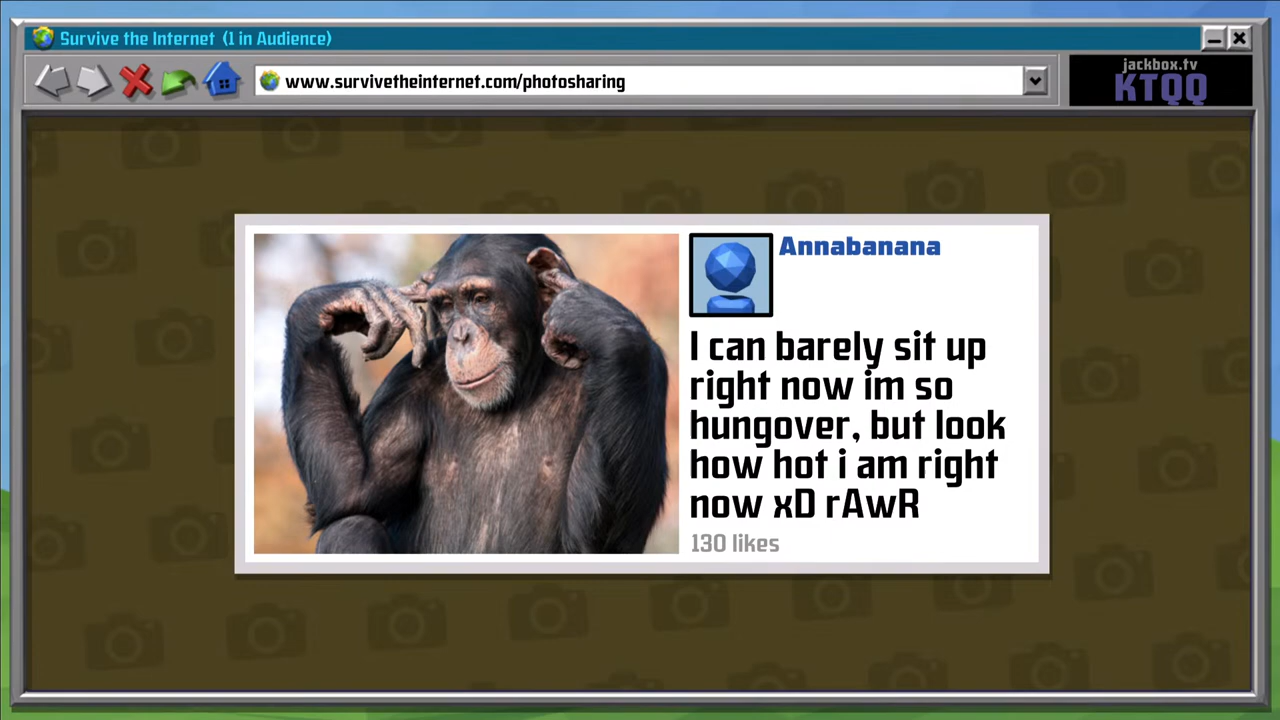 Survive the Internet (1 in Audience)
www.survivetheinternet.com/photosharing
jackbox.tv
KTQQ
Annabanana
I can barely sit up
right now im so
hungover, but look
how hot i am right
now xD rAwR
130 likes